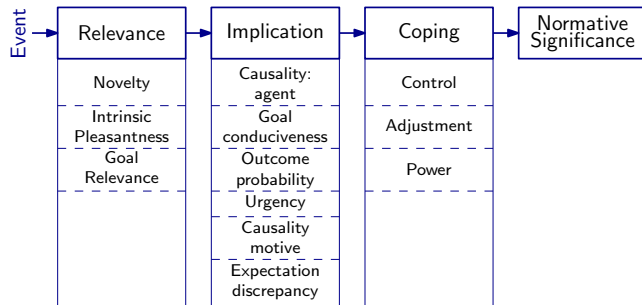 Event
Relevance
Novelty
Intrinsic
Pleasantness
Goal
Relevance
Implication
Causality:
agent
Goal
conduciveness
Outcome
probability
Urgency
Causality
motive
Expectation
discrepancy
Coping
Control
Adjustment
Power
Normative
Significance